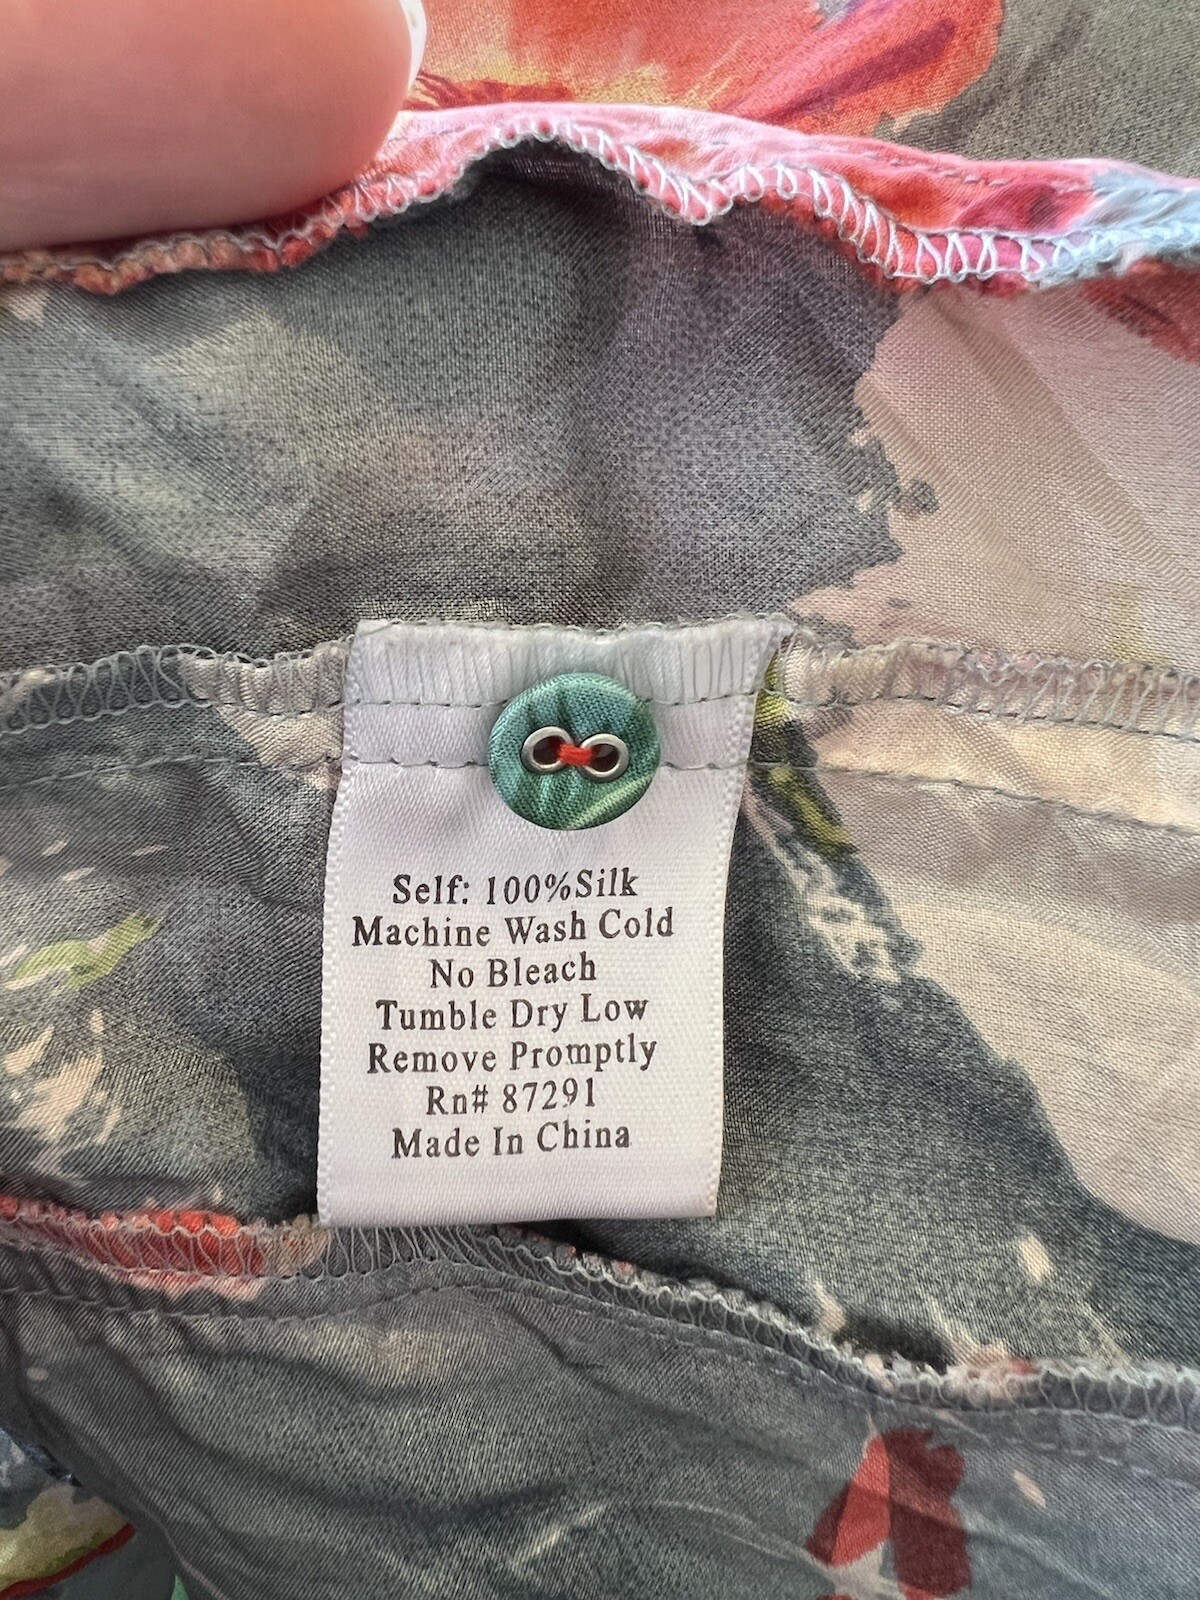 Self: 100%Silk
Machine Wash Cold
No Bleach
Tumble Dry Low
Remove Promptly
Rn# 87291
Made In China